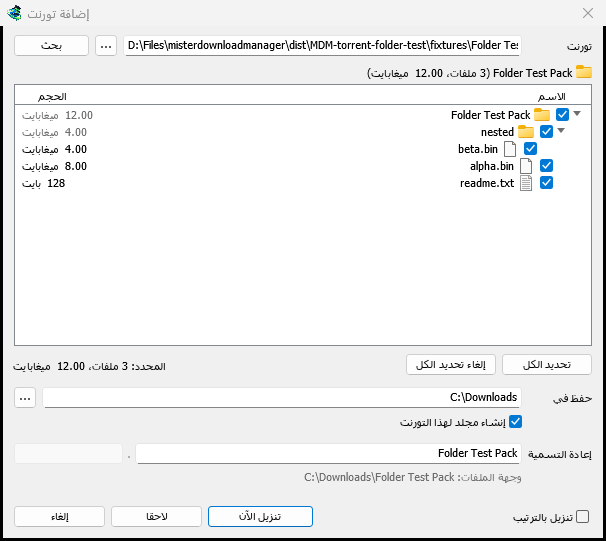 إضافة تورنت
تورنت D:\Files\misterdownloadmanager\dist\MDM-torrent-folder-test\fixtures\Folder Tes ... بحث
Folder Test Pack (3 ملفات، 12.00 ميغابايت)
الاسم الحجم
Folder Test Pack 12.00 ميغابايت
nested 4.00 ميغابايت
beta.bin 4.00 ميغابايت
alpha.bin 8.00 ميغابايت
readme.txt 128 بايت
تحديد الكل إلغاء تحديد الكل المحدد: 3 ملفات، 12.00 ميغابايت
حفظ في C:\Downloads ...
إنشاء مجلد لهذا التورنت
إعادة التسمية Folder Test Pack .
وجهة الملفات: C:\Downloads\Folder Test Pack
تنزيل بالترتيب تنزيل الآن لاحقا إلغاء